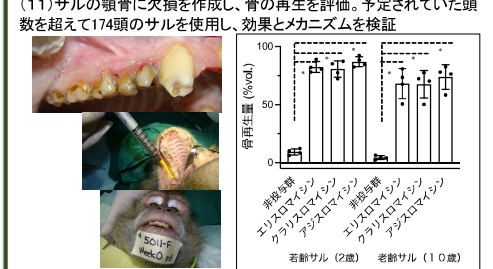 (11)サルの顎骨に欠損を作成し、骨の再生を評価。予定されていた頭
数を超えて174頭のサルを使用し、効果とメカニズムを検証
骨再生量 (%vol.)
100
50
0
*
*
*
*
*
*
非投与群
エリスロマイシン
クラリスロマイシン
アジスロマイシン
非投与群
エリスロマイシン
クラリスロマイシン
アジスロマイシン
若齢サル(2歳)
老齢サル(10歳)
5011-F
Week0